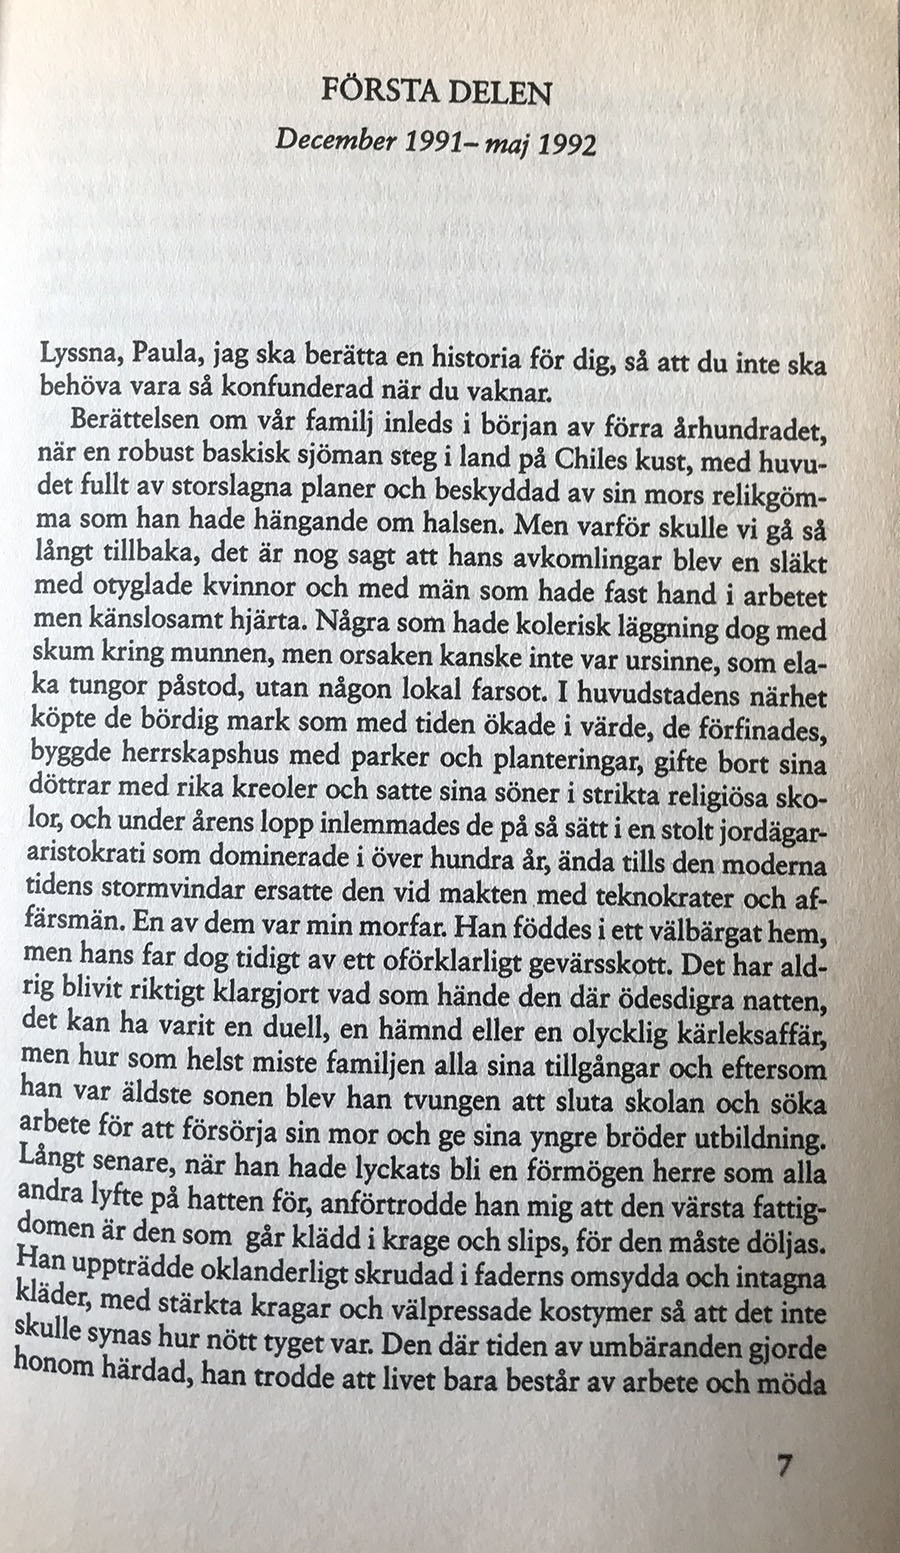 FÖRSTA DELEN
December 1991– maj 1992
Lyssna, Paula, jag ska berätta en historia för dig, så att du inte ska
behöva vara så konfunderad när du vaknar.
Berättelsen om vår familj inleds i början av förra århundradet,
när en robust baskisk sjöman steg i land på Chiles kust, med huvu-
det fullt av storslagna planer och beskyddad av sin mors relikgöm-
ma som han hade hängande om halsen. Men varför skulle vi gå så
långt tillbaka, det är nog sagt att hans avkomlingar blev en släkt
med otyglade kvinnor och med män som hade fast hand i arbetet
men känslosamt hjärta. Några som hade kolerisk läggning dog med
skum kring munnen, men orsaken kanske inte var ursinne, som ela-
ka tungor påstod, utan någon lokal farsot. I huvudstadens närhet
köpte de bördig mark som med tiden ökade i värde, de förfinades,
byggde herrskapshus med parker och planteringar, gifte bort sina
döttrar med rika kreoler och satte sina söner i strikta religiösa sko-
lor, och under årens lopp inlemmades de på så sätt i en stolt jordägar-
aristokrati som dominerade i över hundra år, ända tills den moderna
tidens stormvindar ersatte den vid makten med teknokrater och af-
färsmän. En av dem var min morfar. Han föddes i ett välbärgat hem,
men hans far dog tidigt av ett oförklarligt gevärsskott. Det har ald-
rig blivit riktigt klargjort vad som hände den där ödesdigra natten,
det kan ha varit en duell, en hämnd eller en olycklig kärleksaffär,
men hur som helst miste familjen alla sina tillgångar och eftersom
han var äldste sonen blev han tvungen att sluta skolan och söka
arbete för att försörja sin mor och ge sina yngre bröder utbildning.
Långt senare, när han hade lyckats bli en förmögen herre som alla
andra lyfte på hatten för, anförtrodde han mig att den värsta fattig-
domen är den som går klädd i krage och slips, för den måste döljas.
Han uppträdde oklanderligt skrudad i faderns omsydda och intagna
kläder, med stärkta kragar och välpressade kostymer så att det inte
skulle synas hur nött tyget var. Den där tiden av umbäranden gjorde
honom härdad, han trodde att livet bara består av arbete och möda
7